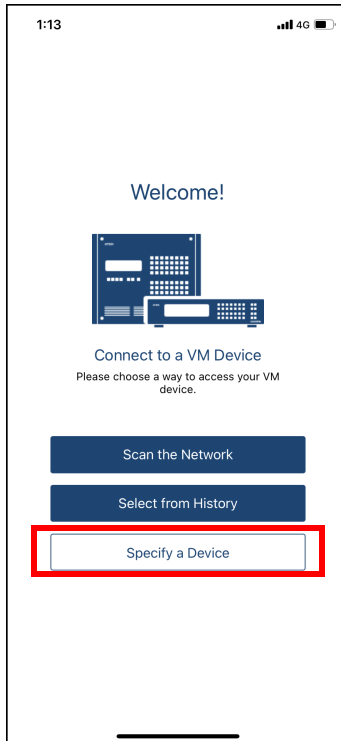 1:13
4G
Welcome!
Connect to a VM Device
Please choose a way to access your VM
device.
Scan the Network
Select from History
Specify a Device